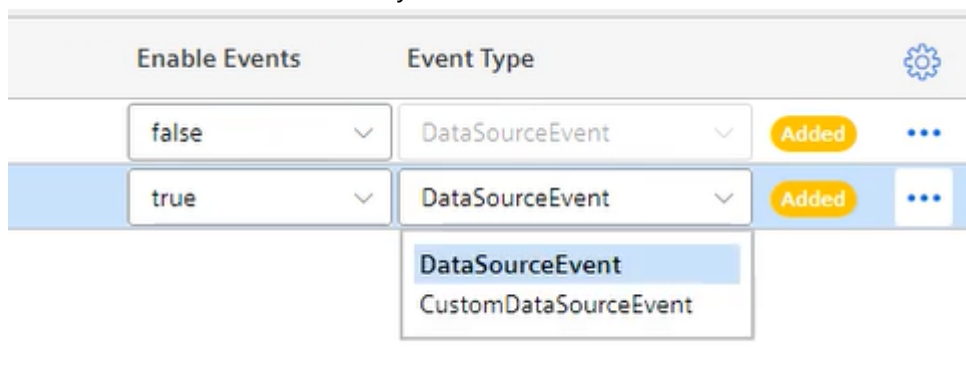 Enable Events Event Type
false DataSourceEvent Added
true DataSourceEvent Added
DataSourceEvent
CustomDataSourceEvent